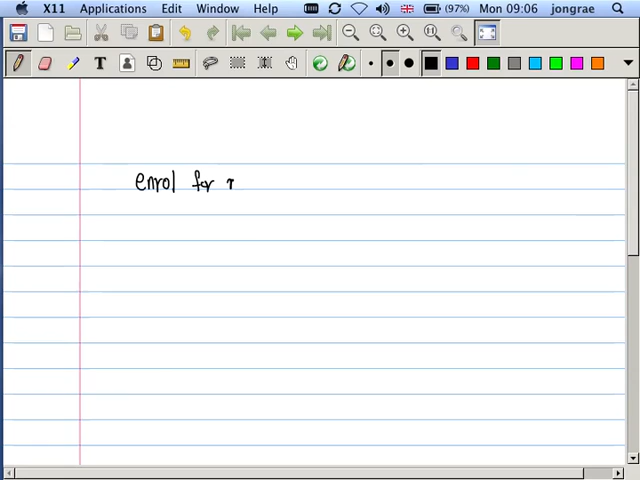 X11 Applications Edit Window Help (97%) Mon 09:06 jongrae
T
enrol for